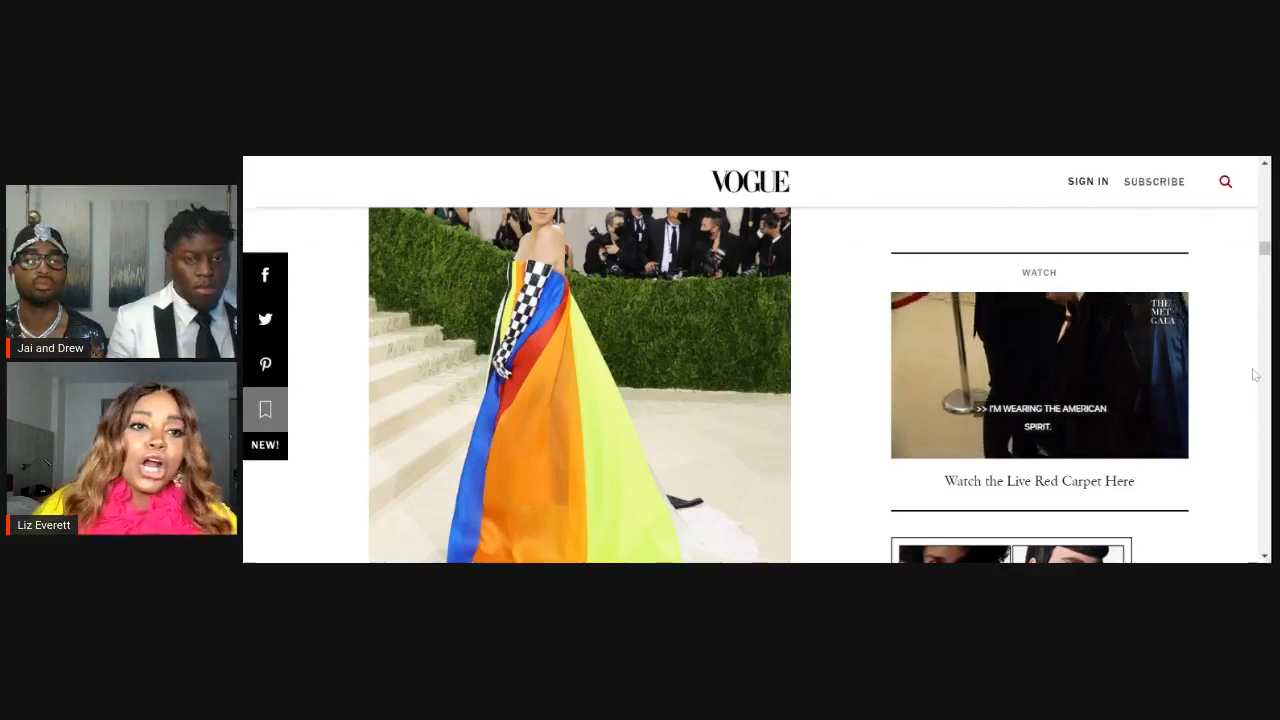 VOGUE
SIGN IN
SUBSCRIBE
NEW!
WATCH
THE
MET
GALA
>> I'M WEARING THE AMERICAN
SPIRIT.
Watch the Live Red Carpet Here
Jai and Drew
Liz Everett